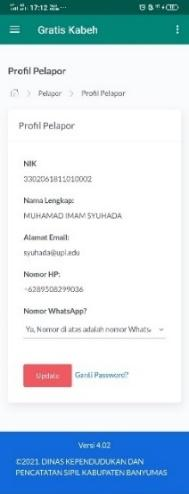 17:12
Gratis Kabeh
Profil Pelapor
Pelapor > Profil Pelapor
Profil Pelapor
NIK
3302061811010002
Nama Lengkap:
MUHAMAD IMAM SYUHADA
Alamat Email:
syuhada@upi.edu
Nomor HP:
+6289508299036
Nomor WhatsApp?
Ya, Nomor di atas adalah nomor Whats
Update Ganti Password?
Versi 4.02
©2021. DINAS KEPENDUDUKAN DAN
PENCATATAN SIPIL KABUPATEN BANYUMAS